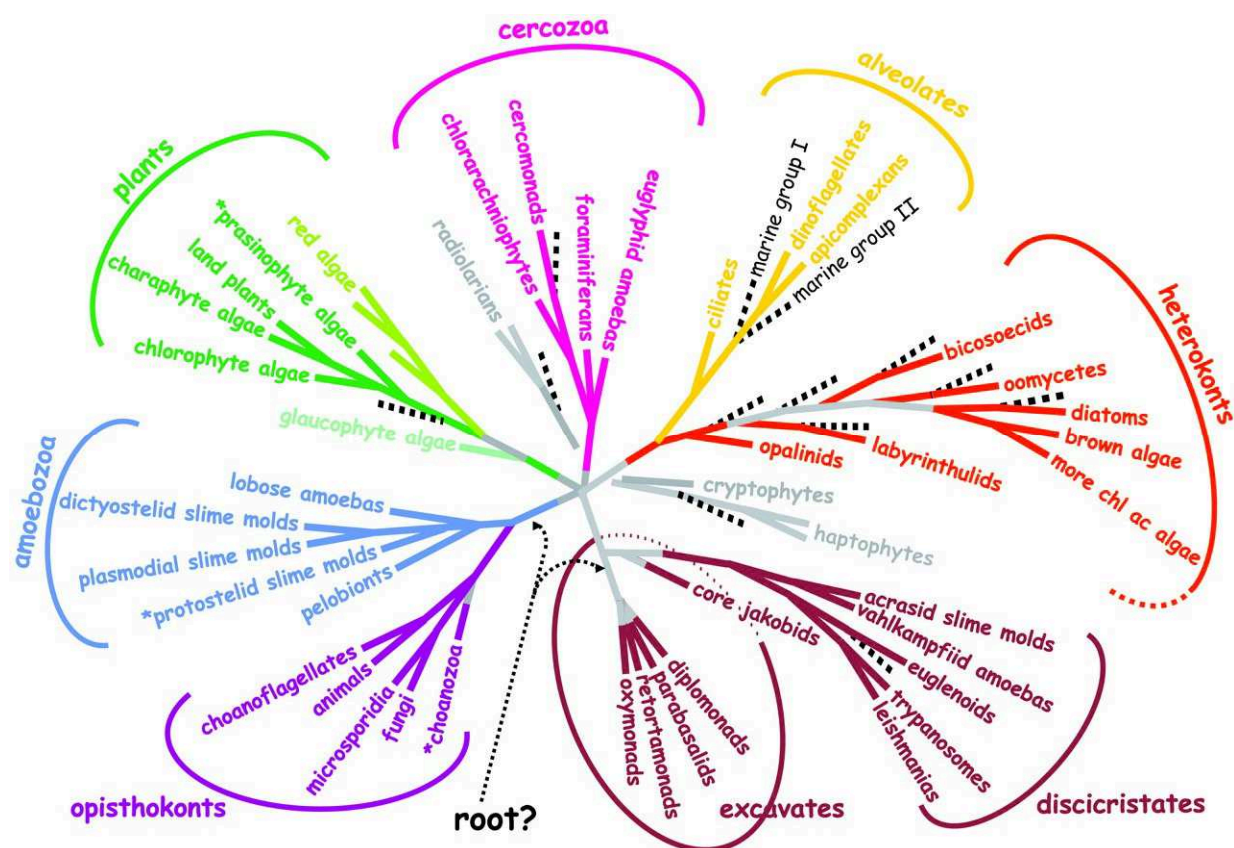 cercozoa
alveolates
plants
heterokonts
amoebozoa
opisthokonts
root?
excavates
discicristates
chlorarachniophytes
cercomonads
foraminiferans
euglyphid amoebas
radiolarians
marine group I
dinoflagellates
apicomplexans
marine group II
ciliates
red algae
*prasinophyte algae
land plants
charaphyte algae
chlorophyte algae
glaucophyte algae
bicosoecids
oomycetes
diatoms
brown algae
more chl ac algae
labyrinthulids
opalinids
cryptophytes
haptophytes
lobose amoebas
dictyostelid slime molds
plasmodial slime molds
*protostelid slime molds
pelobionts
choanoflagellates
animals
microsporidia
fungi
*choanozoa
oxymonads
retortamonads
parabasalids
diplomonads
core jakobids
acrasid slime molds
vahlkampfiid amoebas
euglenoids
trypanosomes
leishmanias